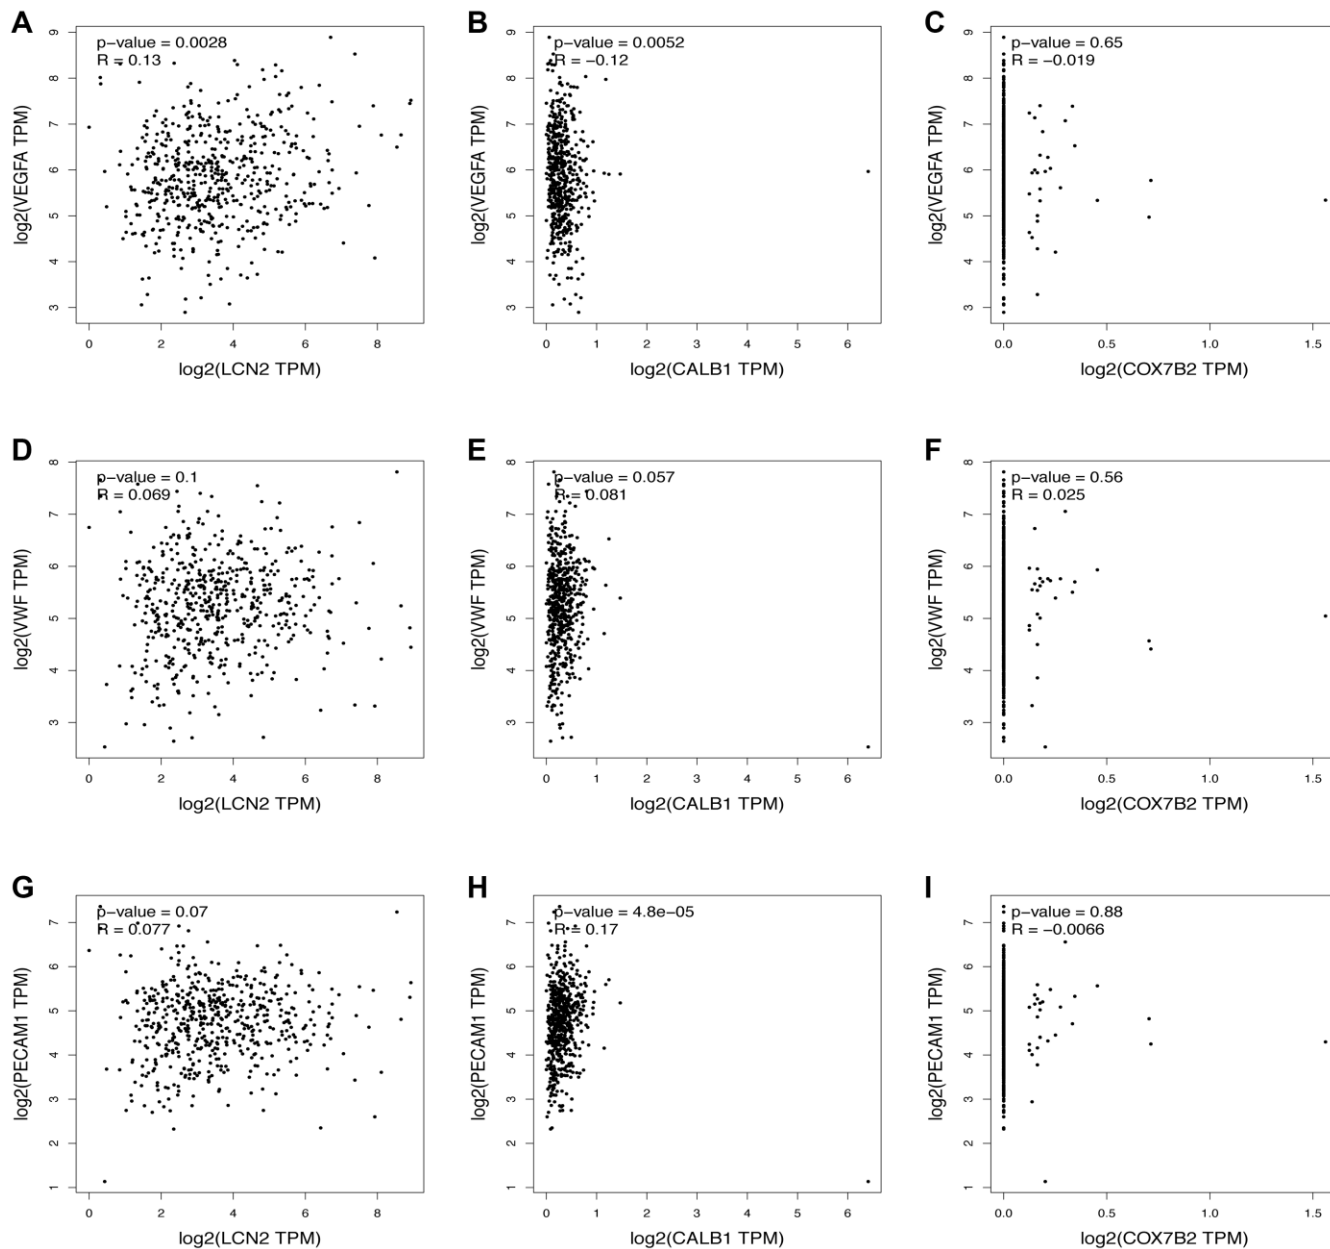 A
p-value = 0.0028
R = 0.13
9
8
7
6
5
4
3
log2(VEGFA TPM)
0 2 4 6 8
log2(LCN2 TPM)
B
p-value = 0.0052
R = -0.12
9
8
7
6
5
4
3
log2(VEGFA TPM)
0 1 2 3 4 5 6
log2(CALB1 TPM)
C
p-value = 0.65
R = -0.019
9
8
7
6
5
4
3
log2(VEGFA TPM)
0.0 0.5 1.0 1.5
log2(COX7B2 TPM)
D
p-value = 0.1
R = 0.069
8
7
6
5
4
3
log2(VWF TPM)
0 2 4 6 8
log2(LCN2 TPM)
E
p-value = 0.057
R = 0.081
8
7
6
5
4
3
log2(VWF TPM)
0 1 2 3 4 5 6
log2(CALB1 TPM)
F
p-value = 0.56
R = 0.025
8
7
6
5
4
3
log2(VWF TPM)
0.0 0.5 1.0 1.5
log2(COX7B2 TPM)
G
p-value = 0.07
R = 0.077
7
6
5
4
3
2
1
log2(PECAM1 TPM)
0 2 4 6 8
log2(LCN2 TPM)
H
p-value = 4.8e-05
R = 0.17
7
6
5
4
3
2
1
log2(PECAM1 TPM)
0 1 2 3 4 5 6
log2(CALB1 TPM)
I
p-value = 0.88
R = -0.0066
7
6
5
4
3
2
1
log2(PECAM1 TPM)
0.0 0.5 1.0 1.5
log2(COX7B2 TPM)